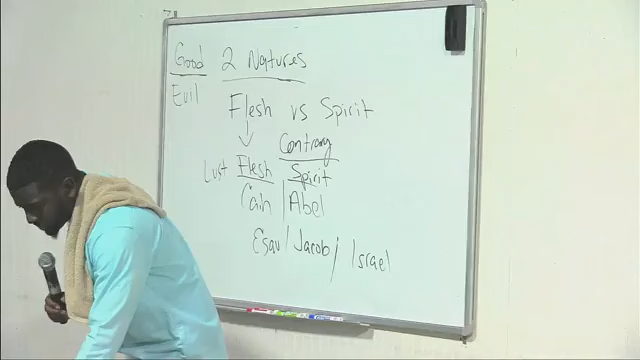 Good 2 Natures
Evil
Flesh vs Spirit
Contrary
Lust Flesh Spirit
Cain | Abel
Esau / Jacob / Israel